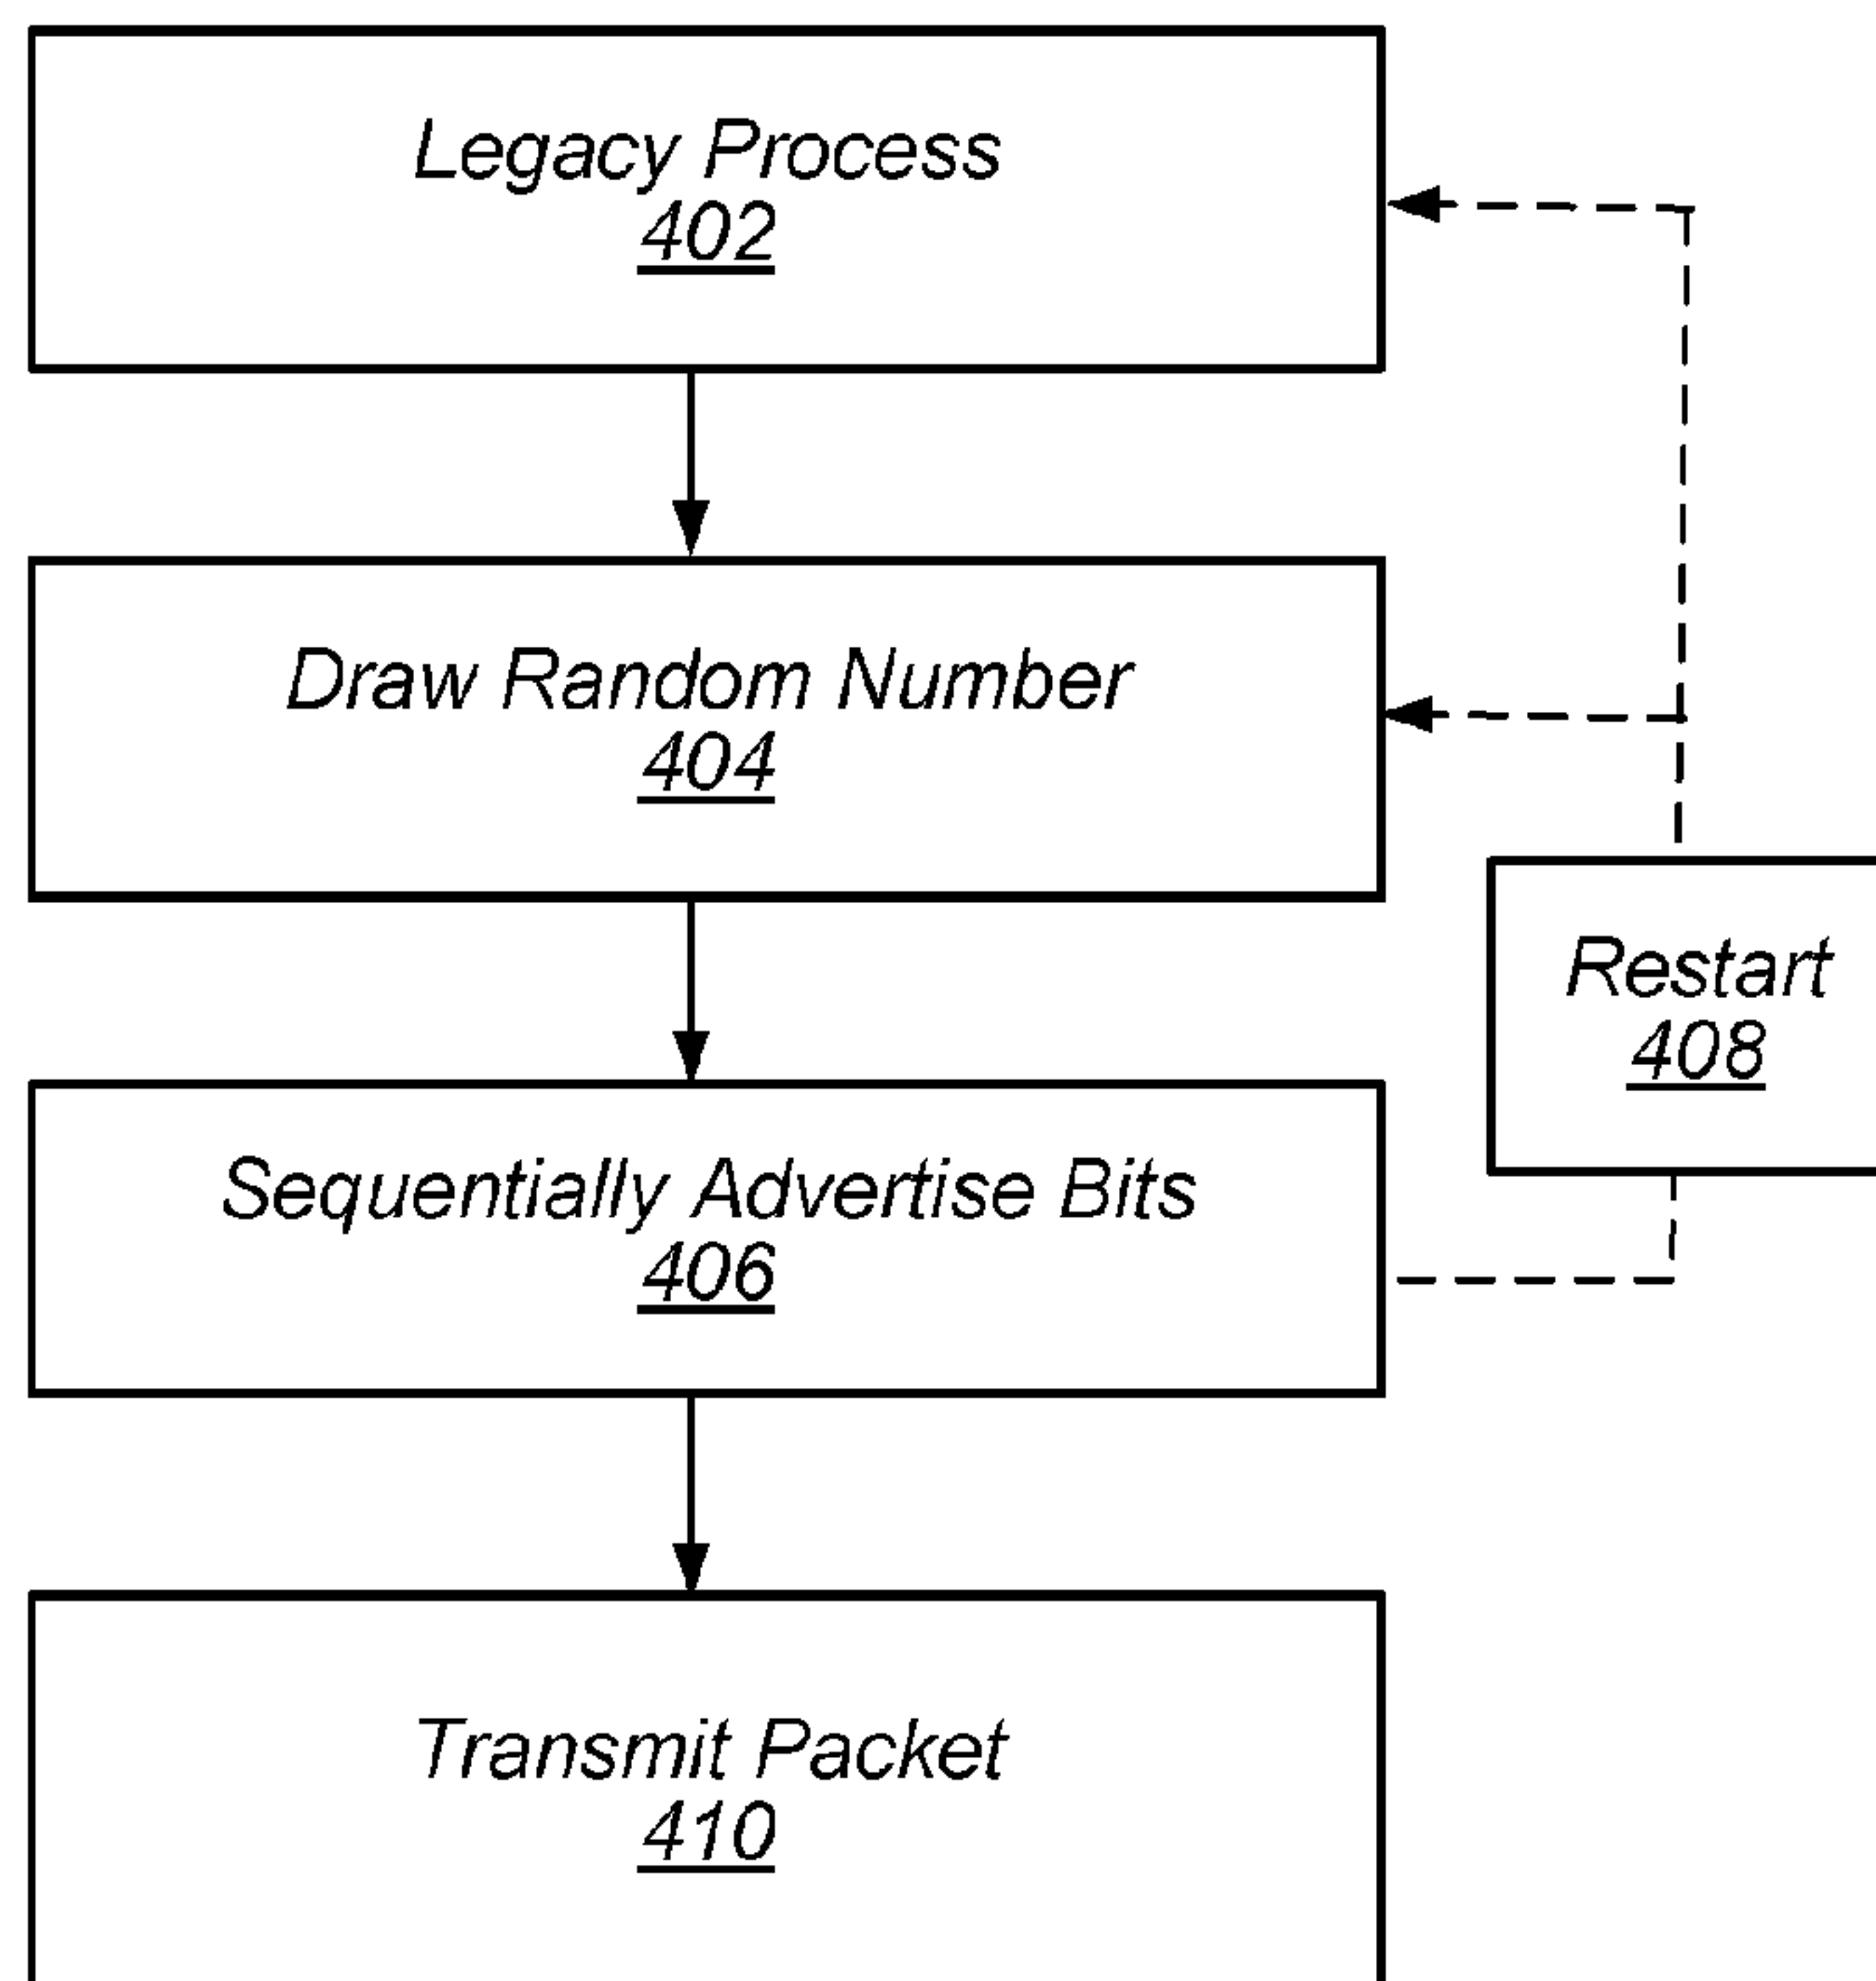 Legacy Process
402
Draw Random Number
404
Restart
408
Sequentially Advertise Bits
406
Transmit Packet
410